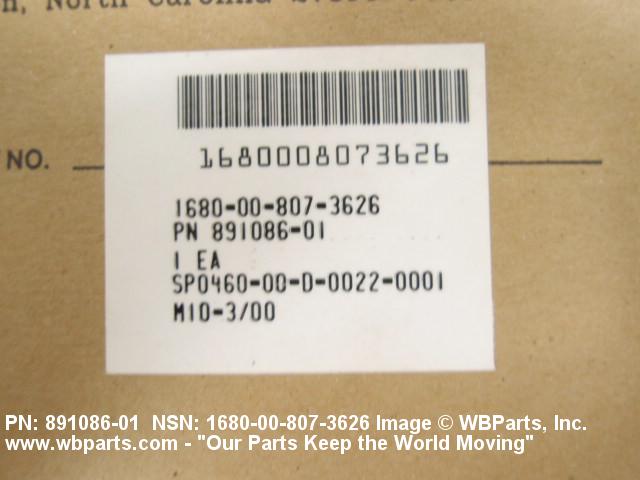 North Carolina
NO.
1680008073626
1680-00-807-3626
PN 891086-01
1 EA
SP0460-00-D-0022-0001
M10-3/00
PN: 891086-01 NSN: 1680-00-807-3626 Image © WBParts, Inc.
www.wbparts.com - "Our Parts Keep the World Moving"